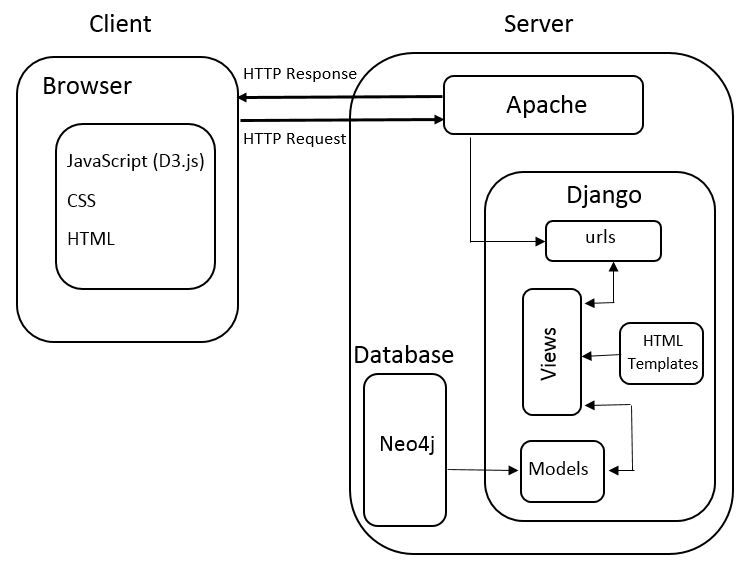 Client
Server
Browser
HTTP Response
Apache
HTTP Request
JavaScript (D3.js)
CSS
HTML
Django
urls
Views
HTML
Templates
Database
Neo4j
Models